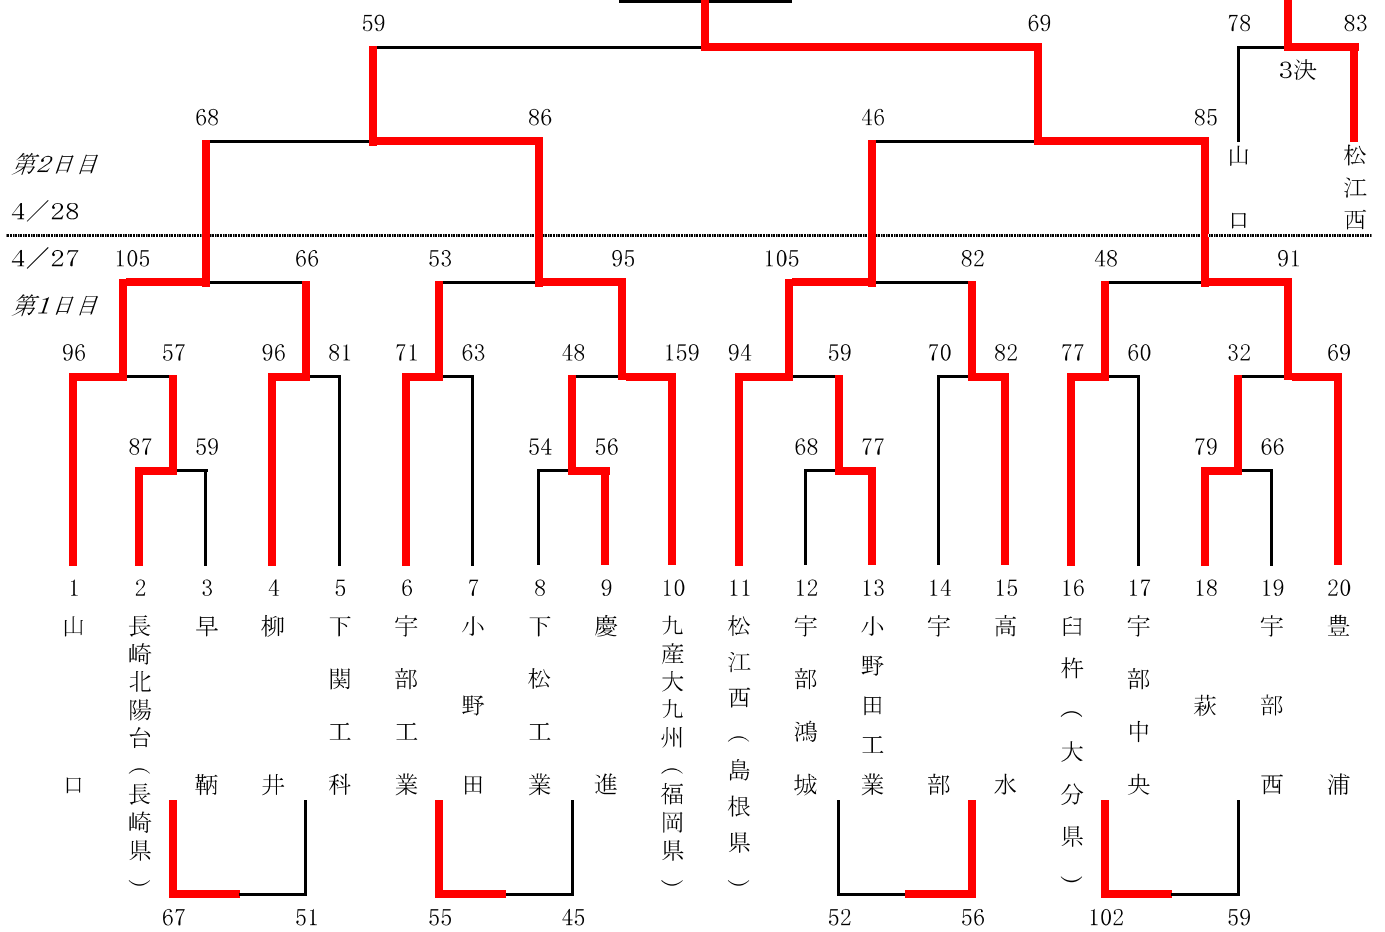 59 69 78 83
3決
68 86 46 85
山口
松江西
第2日目
4／28
4／27
105 66 53 95 105 82 48 91
第1日目
96 57 96 81 71 63 48 159 94 59 70 82 77 60 32 69
87 59 54 56 68 77 79 66
1 2 3 4 5 6 7 8 9 10 11 12 13 14 15 16 17 18 19 20
山口
長崎北陽台（長崎県）
早鞆
柳井
下関工科
宇部工業
小野田
下松工業
慶進
九産大九州（福岡県）
松江西（島根県）
宇部鴻城
小野田工業
宇部
高水
臼杵（大分県）
宇部中央
萩
宇部西
豊浦
67 51 55 45 52 56 102 59